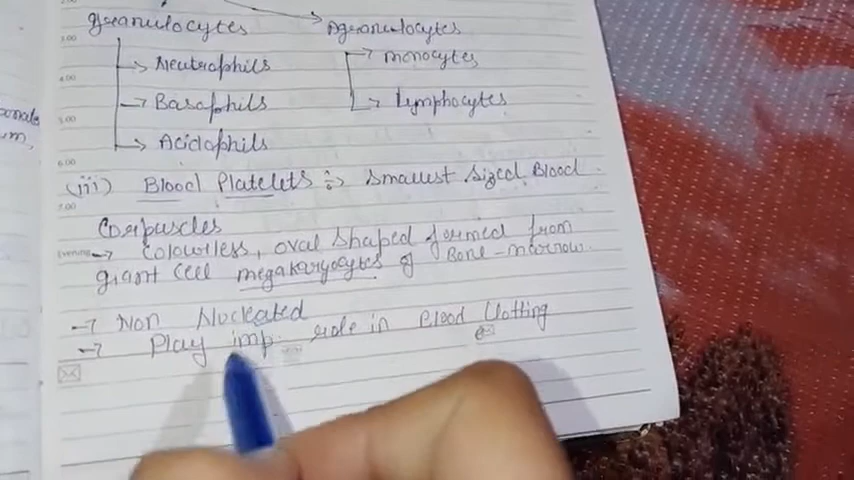 Granulocytes Agranulocytes
Neutrophils monocytes
Basophils Lymphocytes
Acidophils
(iii) Blood Platelets :→ Smallest sized Blood
Corpuscles
Evening → Colourless, oval shaped formed from
giant cell megakaryocytes of Bone-marrow.
→ Non Nucleated
→ Play imp. role in Blood Clotting